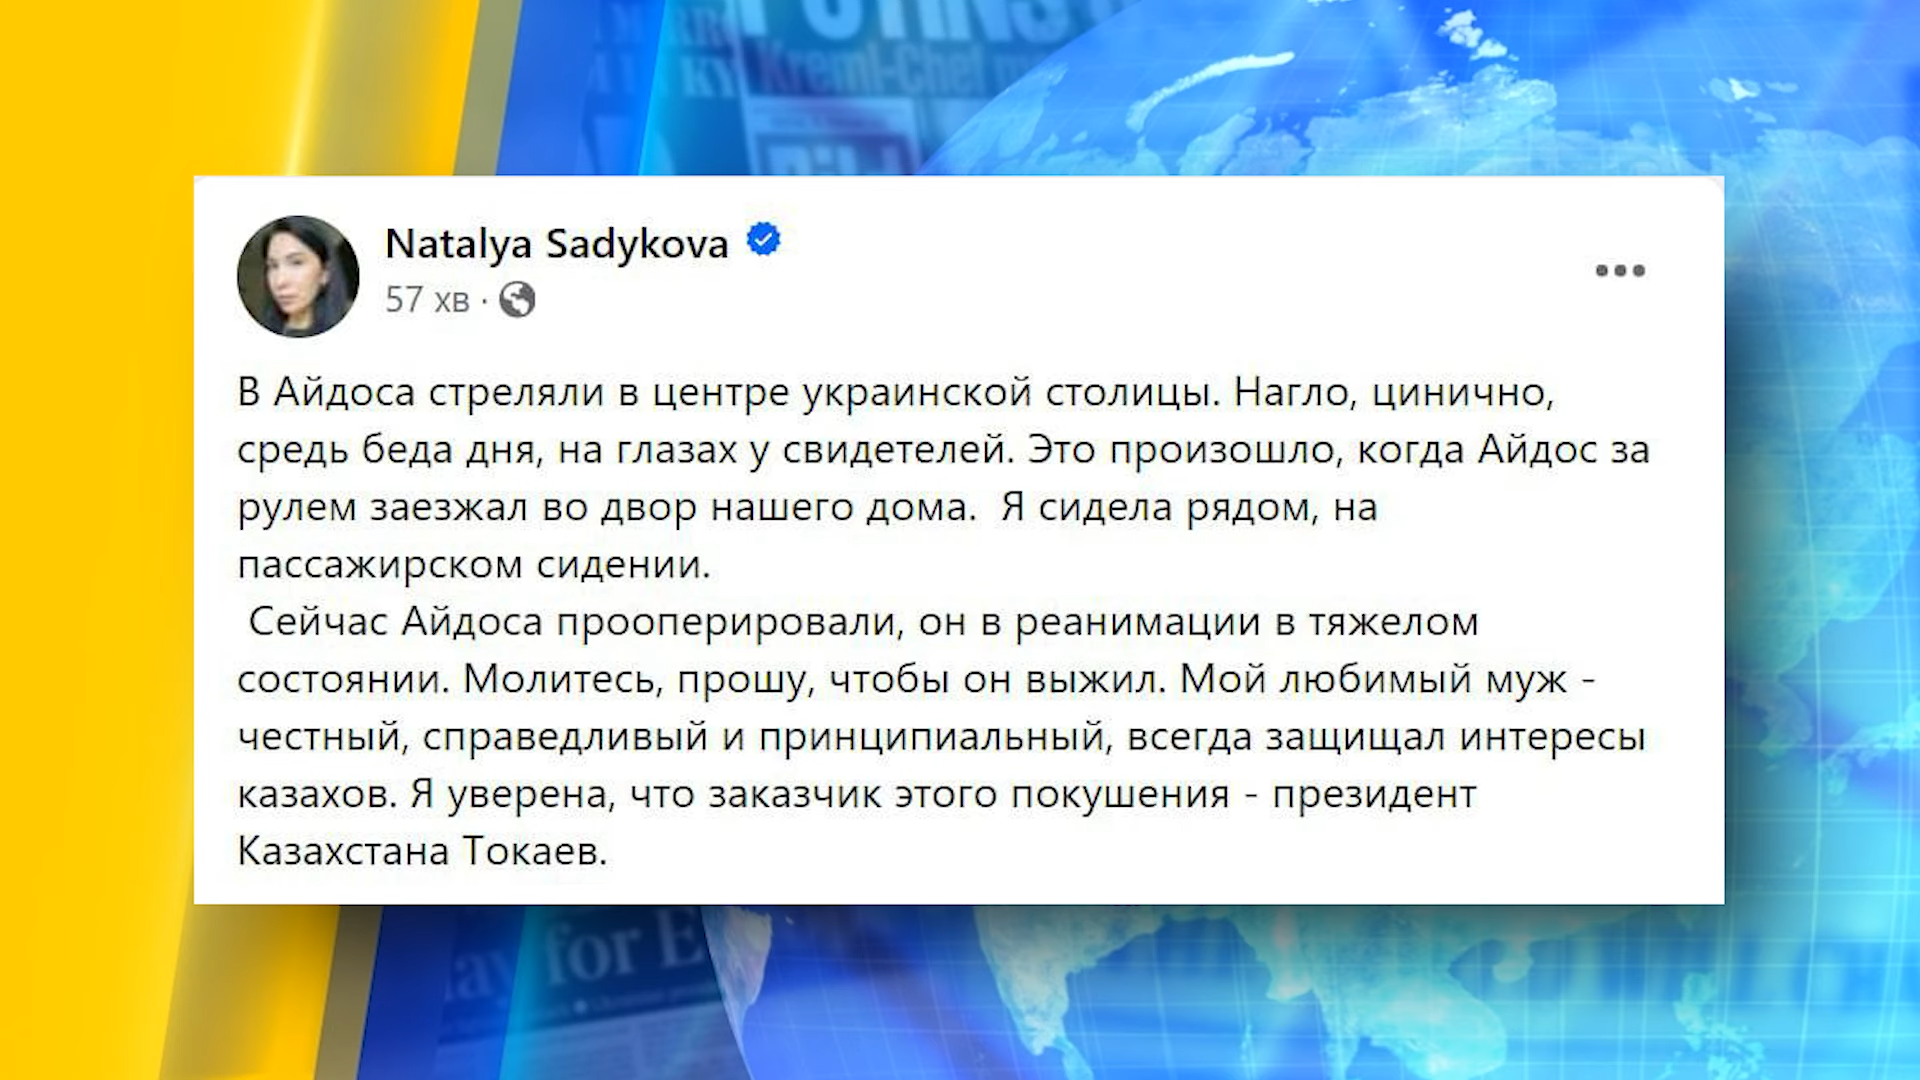 Kreml-Chef
Natalya Sadykova
57 хв ·
В Айдоса стреляли в центре украинской столицы. Нагло, цинично,
средь беда дня, на глазах у свидетелей. Это произошло, когда Айдос за
рулем заезжал во двор нашего дома.  Я сидела рядом, на
пассажирском сидении.
Сейчас Айдоса прооперировали, он в реанимации в тяжелом
состоянии. Молитесь, прошу, чтобы он выжил. Мой любимый муж -
честный, справедливый и принципиальный, всегда защищал интересы
казахов. Я уверена, что заказчик этого покушения - президент
Казахстана Токаев.
for E